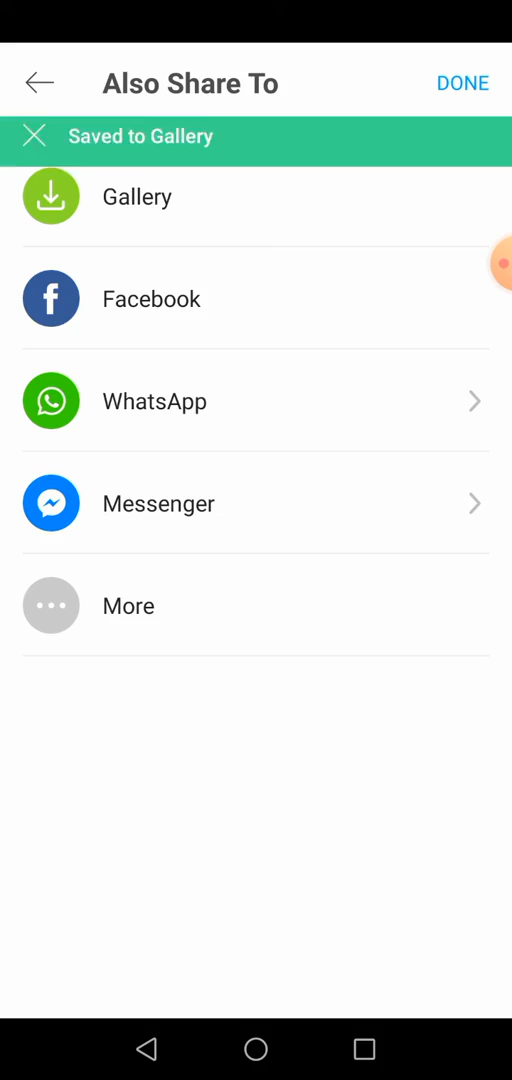 Also Share To
DONE
Saved to Gallery
Gallery
Facebook
WhatsApp
Messenger
More